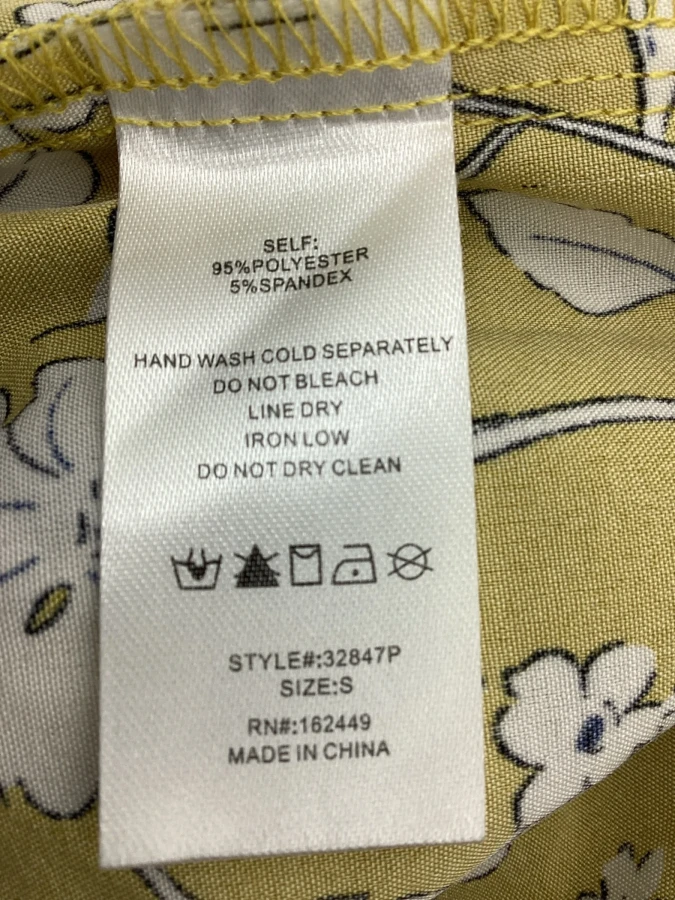 SELF:
95%POLYESTER
5%SPANDEX
HAND WASH COLD SEPARATELY
DO NOT BLEACH
LINE DRY
IRON LOW
DO NOT DRY CLEAN
STYLE#:32847P
SIZE:S
RN#:162449
MADE IN CHINA